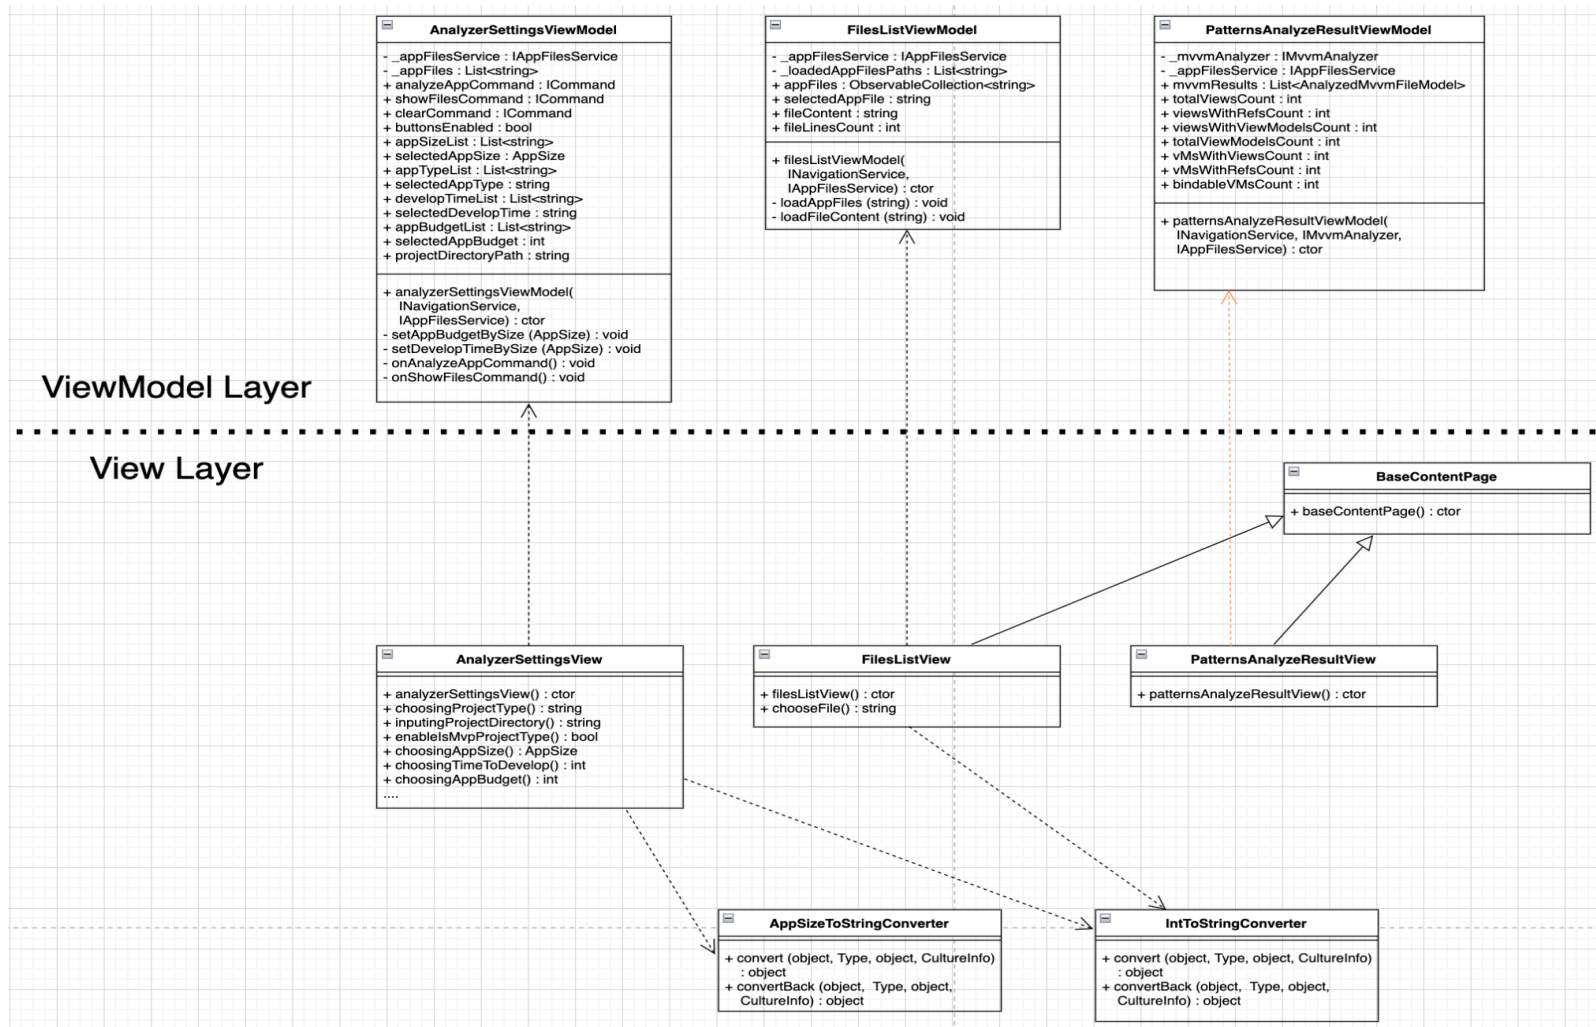 AnalyzerSettingsViewModel
- _appFilesService : IAppFilesService
- _appFiles : List<string>
+ analyzeAppCommand : ICommand
+ showFilesCommand : ICommand
+ clearCommand : ICommand
+ buttonsEnabled : bool
+ appSizeList : List<string>
+ selectedAppSize : AppSize
+ appTypeList : List<string>
+ selectedAppType : string
+ developTimeList : List<string>
+ selectedDevelopTime : string
+ appBudgetList : List<string>
+ selectedAppBudget : int
+ projectDirectoryPath : string
+ analyzerSettingsViewModel(
INavigationService,
IAppFilesService) : ctor
- setAppBudgetBySize (AppSize) : void
- setDevelopTimeBySize (AppSize) : void
- onAnalyzeAppCommand() : void
- onShowFilesCommand() : void
FilesListViewModel
- _appFilesService : IAppFilesService
- _loadedAppFilesPaths : List<string>
+ appFiles : ObservableCollection<string>
+ selectedAppFile : string
+ fileContent : string
+ fileLinesCount : int
+ filesListViewModel(
INavigationService,
IAppFilesService) : ctor
- loadAppFiles (string) : void
- loadFileContent (string) : void
PatternsAnalyzeResultViewModel
- _mvvmAnalyzer : IMvvmAnalyzer
- _appFilesService : IAppFilesService
+ mvvmResults : List<AnalyzedMvvmFileModel>
+ totalViewsCount : int
+ viewsWithRefsCount : int
+ viewsWithViewModelsCount : int
+ totalViewModelsCount : int
+ vMsWithViewsCount : int
+ vMsWithRefsCount : int
+ bindableVMsCount : int
+ patternsAnalyzeResultViewModel(
INavigationService, IMvvmAnalyzer,
IAppFilesService) : ctor
ViewModel Layer
View Layer
BaseContentPage
+ baseContentPage() : ctor
AnalyzerSettingsView
+ analyzerSettingsView() : ctor
+ choosingProjectType() : string
+ inputingProjectDirectory() : string
+ enableIsMvpProjectType() : bool
+ choosingAppSize() : AppSize
+ choosingTimeToDevelop() : int
+ choosingAppBudget() : int
....
FilesListView
+ filesListView() : ctor
+ chooseFile() : string
PatternsAnalyzeResultView
+ patternsAnalyzeResultView() : ctor
AppSizeToStringConverter
+ convert (object, Type, object, CultureInfo)
: object
+ convertBack (object, Type, object,
CultureInfo) : object
IntToStringConverter
+ convert (object, Type, object, CultureInfo)
: object
+ convertBack (object, Type, object,
CultureInfo) : object